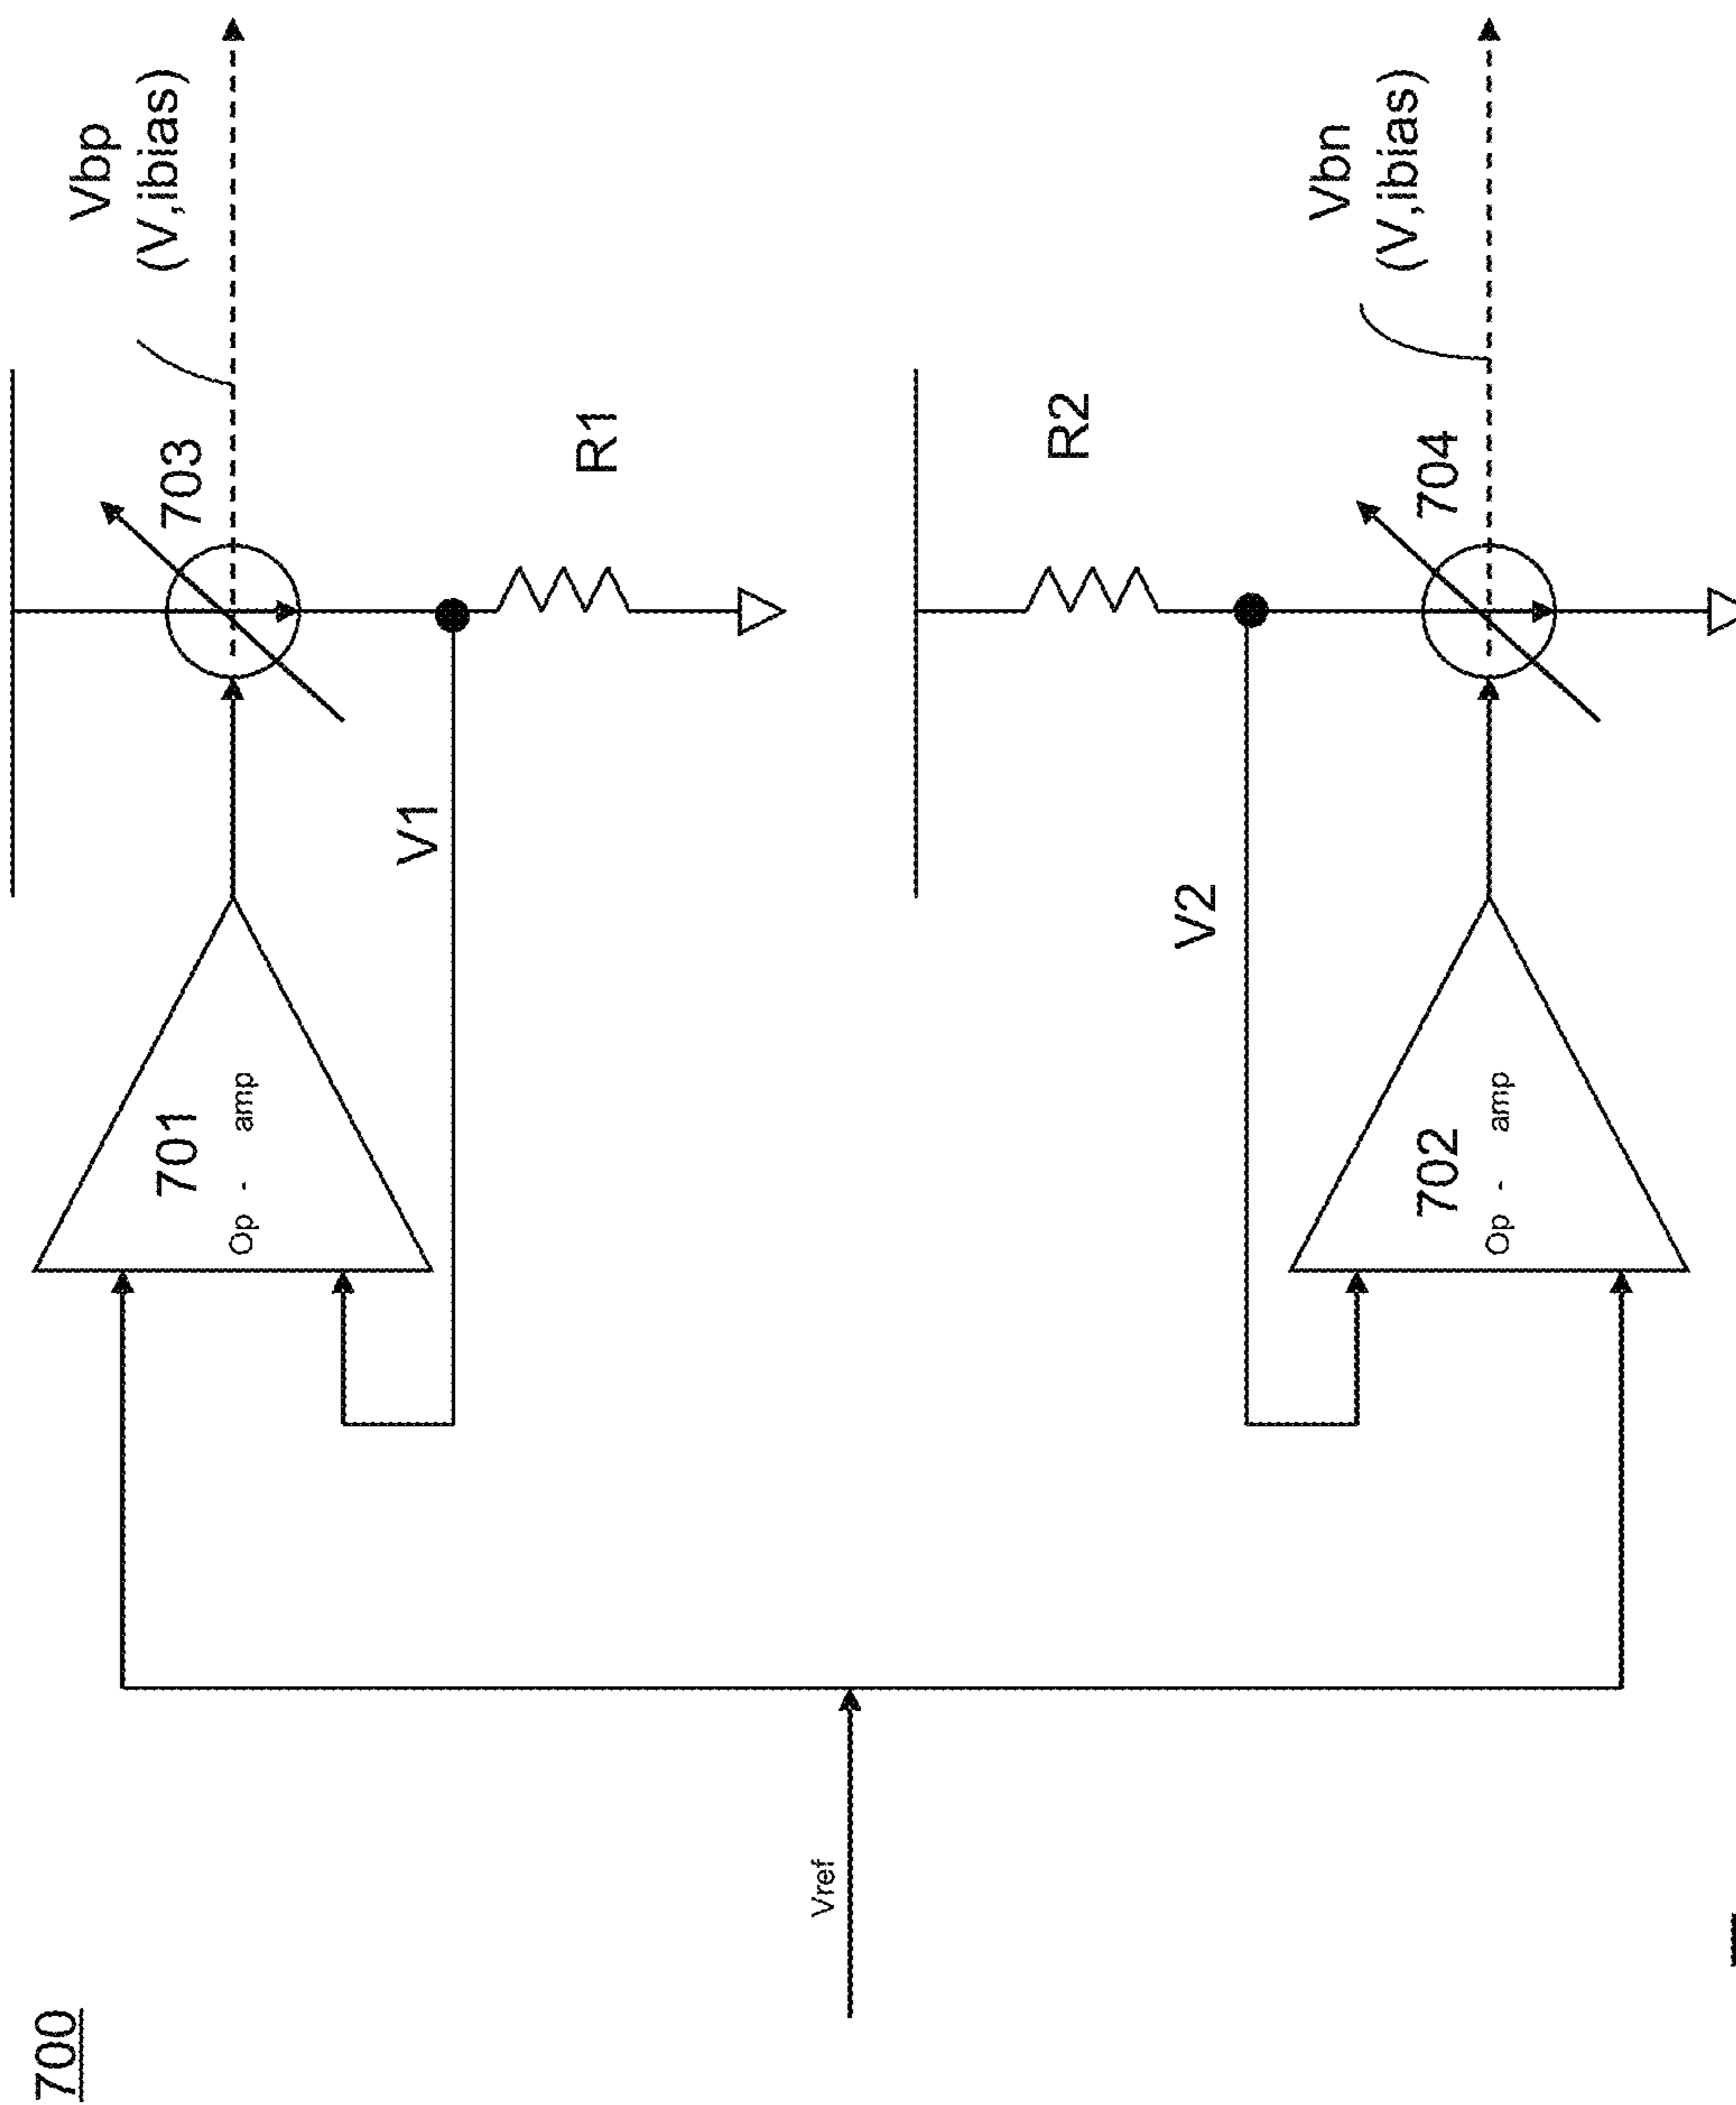 700
Vref
701
Op - amp
V1
703
Vbp
(V,ibias)
R1
R2
V2
702
Op - amp
704
Vbn
(V,ibias)